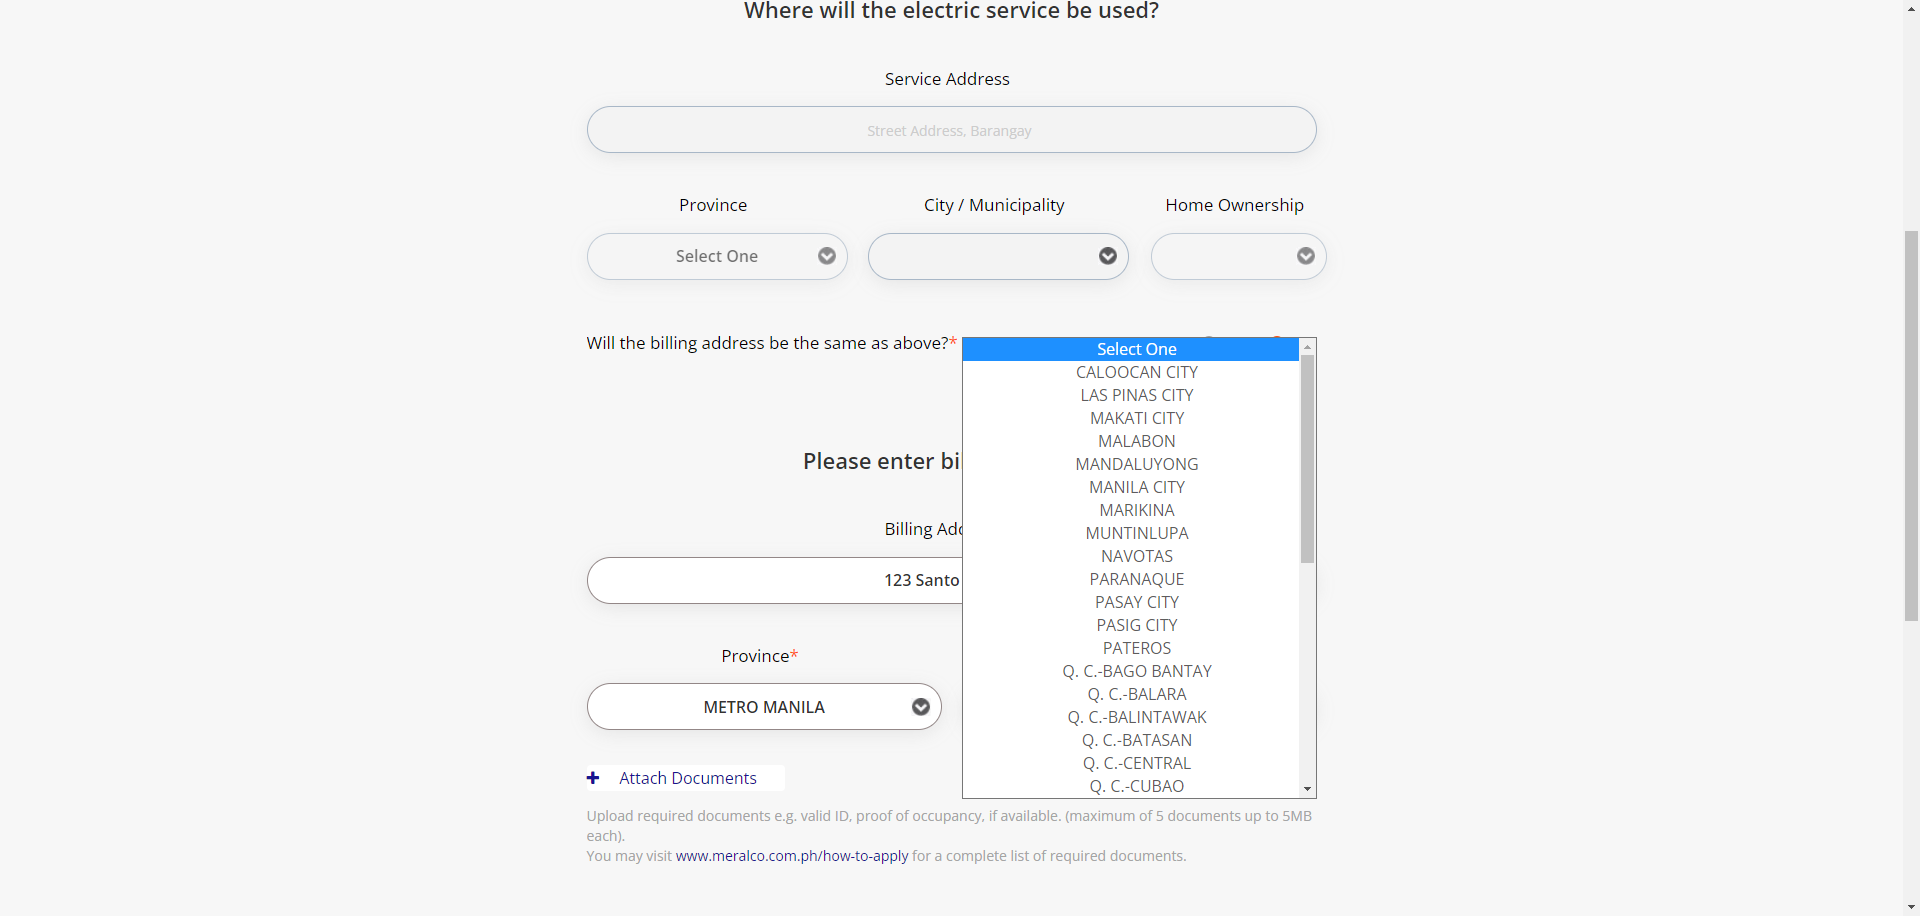 Where will the electric service be used?
Service Address
Street Address, Barangay
Province City / Municipality Home Ownership
Select One
Will the billing address be the same as above?*
Select One
CALOOCAN CITY
LAS PINAS CITY
MAKATI CITY
MALABON
MANDALUYONG
MANILA CITY
MARIKINA
MUNTINLUPA
NAVOTAS
PARANAQUE
PASAY CITY
PASIG CITY
PATEROS
Q. C.-BAGO BANTAY
Q. C.-BALARA
Q. C.-BALINTAWAK
Q. C.-BATASAN
Q. C.-CENTRAL
Q. C.-CUBAO
Please enter bi
Billing Add
123 Santo
Province*
METRO MANILA
Attach Documents
Upload required documents e.g. valid ID, proof of occupancy, if available. (maximum of 5 documents up to 5MB
each).
You may visit www.meralco.com.ph/how-to-apply for a complete list of required documents.